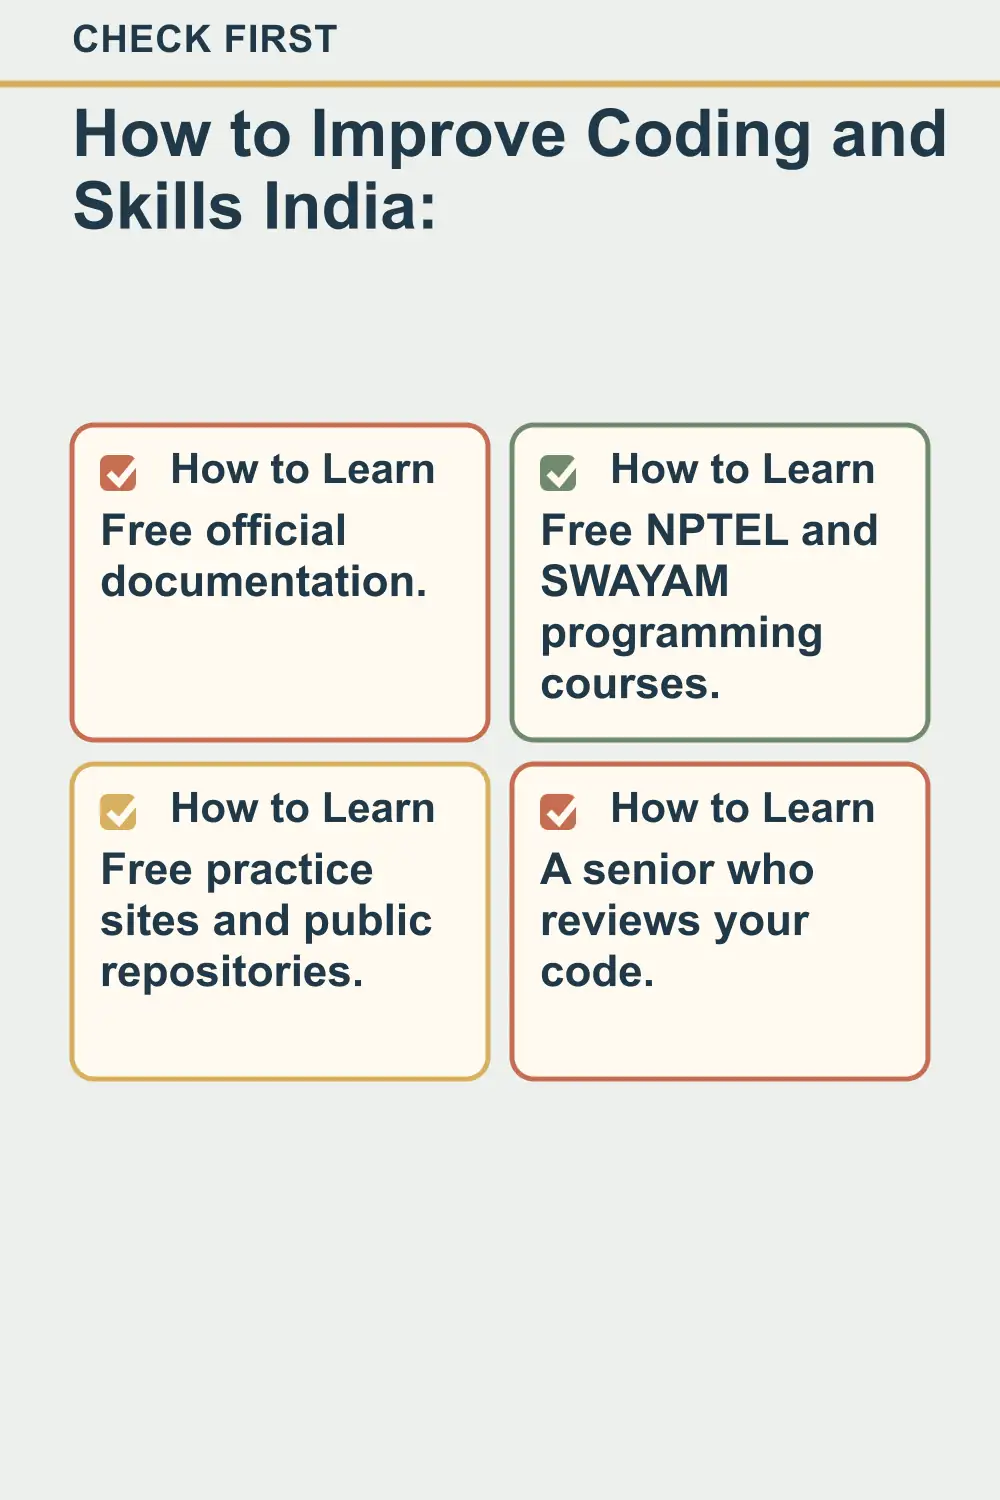 CHECK FIRST
How to Improve Coding and
Skills India:
How to Learn
Free official
documentation.
How to Learn
Free NPTEL and
SWAYAM
programming
courses.
How to Learn
Free practice
sites and public
repositories.
How to Learn
A senior who
reviews your
code.